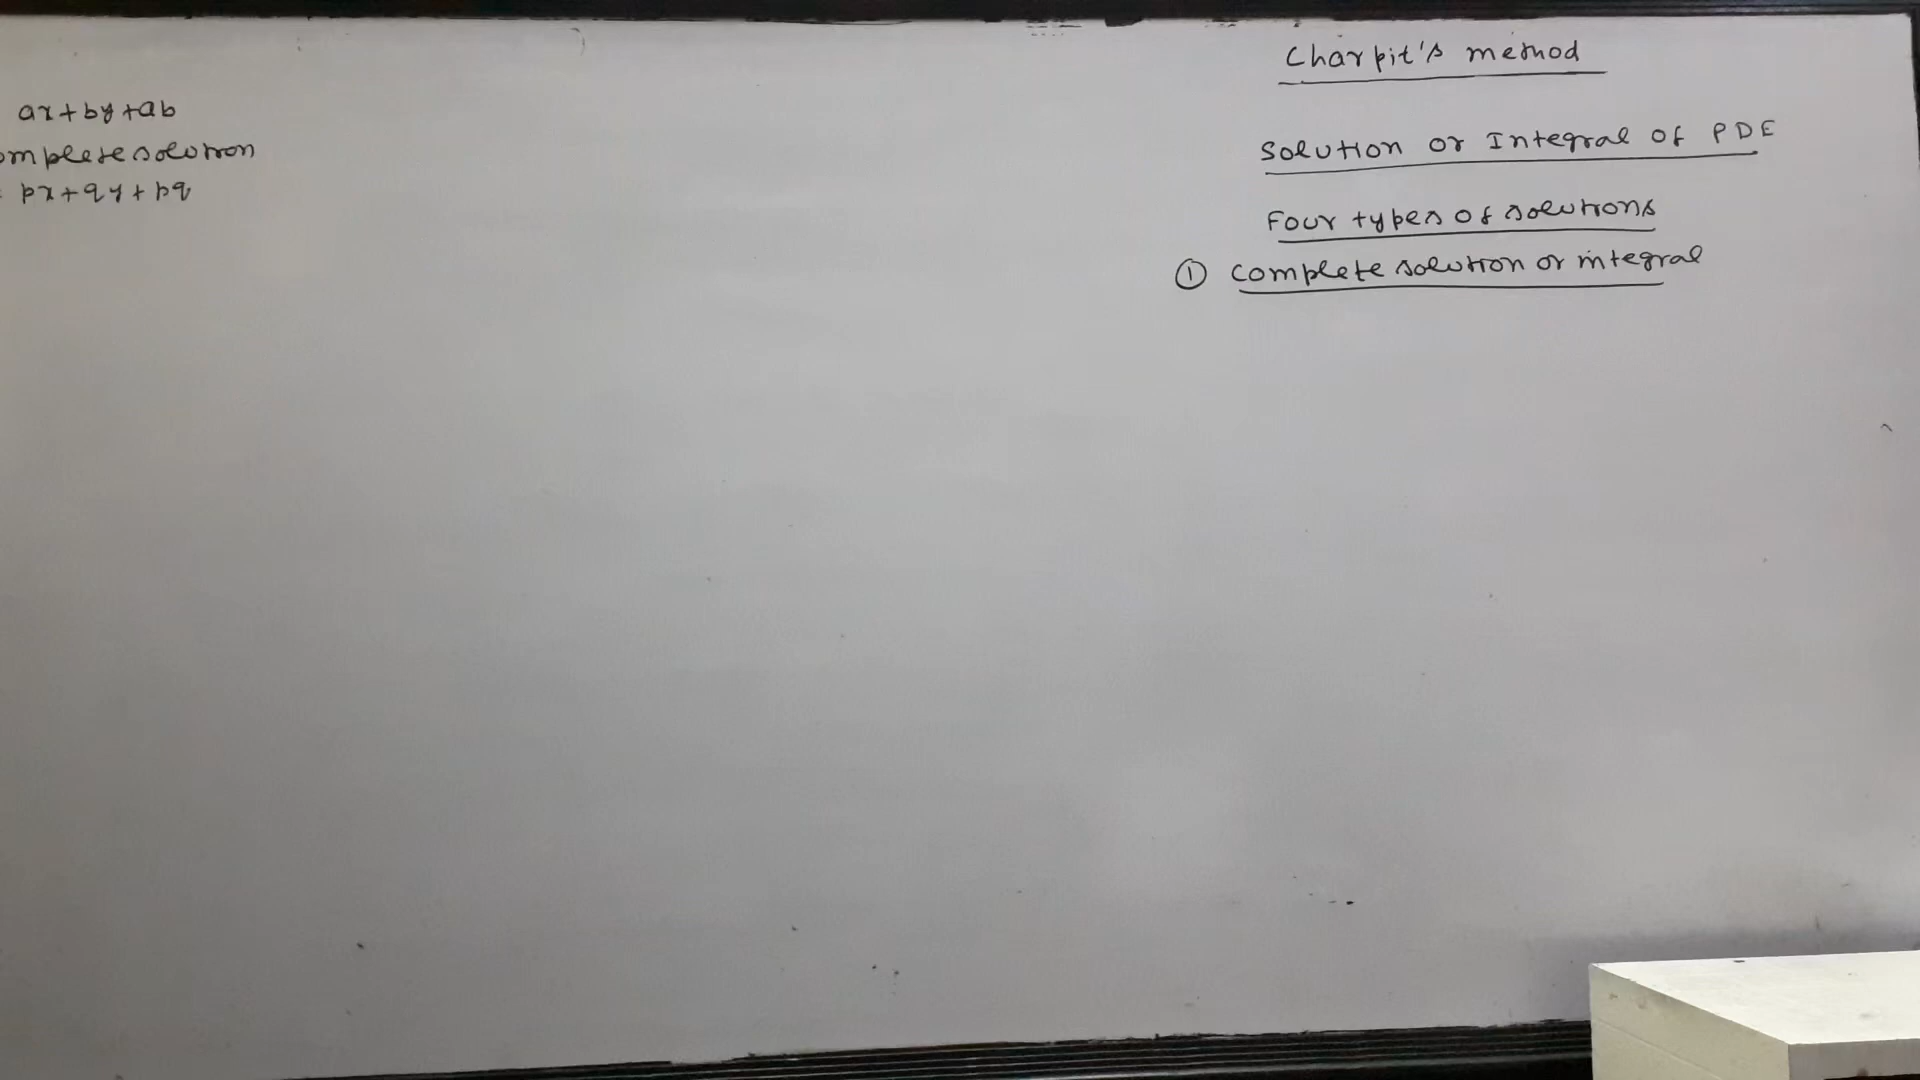 ax+by+ab
omplete solution
px+qy+pq
Charpit's method
Solution or Integral of PDE
Four types of solutions
① Complete solution or integral